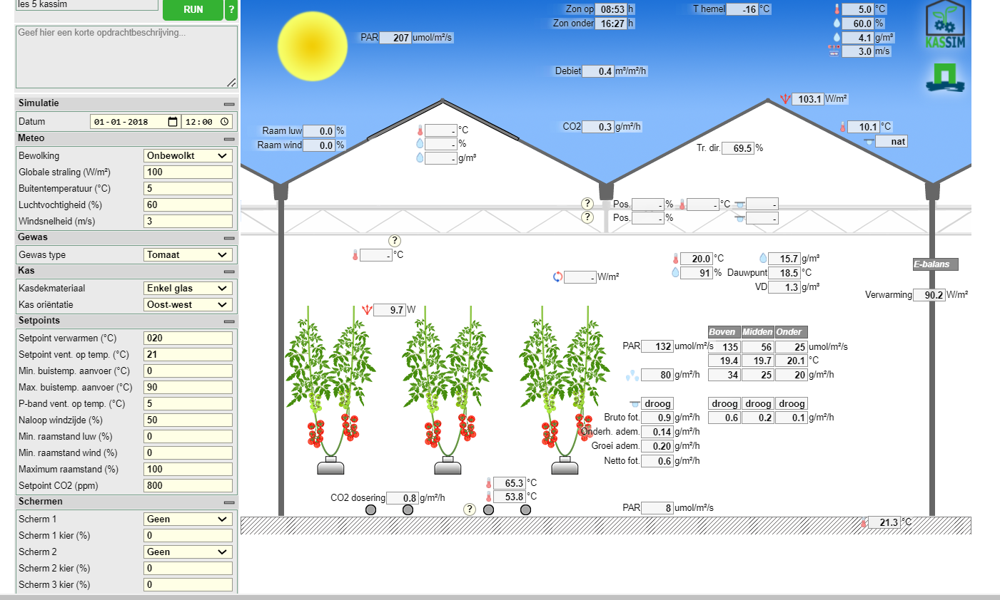 les 5 kassim
RUN
?
Geef hier een korte opdrachtbeschrijving...
Simulatie
Datum 01-01-2018 12:00
Meteo
Bewolking Onbewolkt
Globale straling (W/m²) 100
Buitentemperatuur (°C) 5
Luchtvochtigheid (%) 60
Windsnelheid (m/s) 3
Gewas
Gewas type Tomaat
Kas
Kasdekmateriaal Enkel glas
Kas oriëntatie Oost-west
Setpoints
Setpoint verwarmen (°C) 020
Setpoint vent. op temp. (°C) 21
Min. buistemp. aanvoer (°C) 0
Max. buistemp. aanvoer (°C) 90
P-band vent. op temp. (°C) 5
Naloop windzijde (%) 50
Min. raamstand luw (%) 0
Min. raamstand wind (%) 0
Maximum raamstand (%) 100
Setpoint CO2 (ppm) 800
Schermen
Scherm 1 Geen
Scherm 1 kier (%) 0
Scherm 2 Geen
Scherm 2 kier (%) 0
Scherm 3 kier (%) 0
Zon op 08:53 h
Zon onder 16:27 h
T hemel -16 °C
5.0 °C
60.0 %
4.1 g/m³
3.0 m/s
KASSIM
PAR 207 umol/m²/s
Debiet 0.4 m³/m²/h
103.1 W/m²
CO2 0.3 g/m²/h
10.1 °C
nat
Raam luw 0.0 %
Raam wind 0.0 %
- °C
- %
- g/m³
Tr. dir. 69.5 %
? Pos. - % - °C -
? Pos. - % -
?
- °C
- W/m²
20.0 °C 15.7 g/m³
91 % Dauwpunt 18.5 °C
VD 1.3 g/m³
E-balans
Verwarming 90.2 W/m²
9.7 W
Boven Midden Onder
PAR 132 umol/m²/s 135 56 25 umol/m²/s
19.4 19.7 20.1 °C
80 g/m²/h 34 25 20 g/m²/h
droog droog droog droog
Bruto fot. 0.9 g/m²/h 0.6 0.2 0.1 g/m²/h
Onderh. adem. 0.14 g/m²/h
Groei adem. 0.20 g/m²/h
Netto fot. 0.6 g/m²/h
65.3 °C
53.8 °C
CO2 dosering 0.8 g/m²/h
?
PAR 8 umol/m²/s
21.3 °C